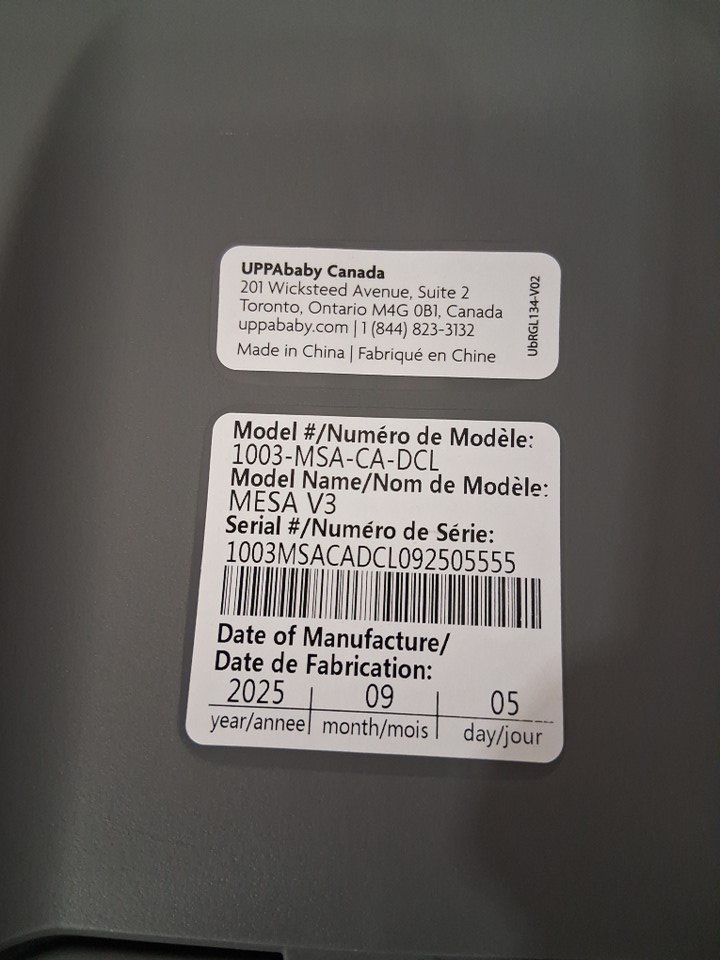 UPPAbaby Canada
201 Wicksteed Avenue, Suite 2
Toronto, Ontario M4G 0B1, Canada
uppababy.com | 1 (844) 823-3132
Made in China | Fabriqué en Chine
UbRGL134-V02
Model #/Numéro de Modèle:
1003-MSA-CA-DCL
Model Name/Nom de Modèle:
MESA V3
Serial #/Numéro de Série:
1003MSACADCL092505555
Date of Manufacture/
Date de Fabrication:
2025 | 09 | 05
year/annee | month/mois | day/jour